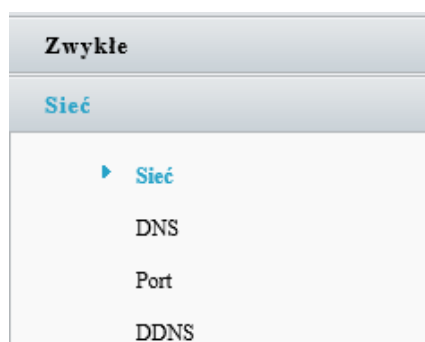 Zwykłe
Sieć
Sieć
DNS
Port
DDNS